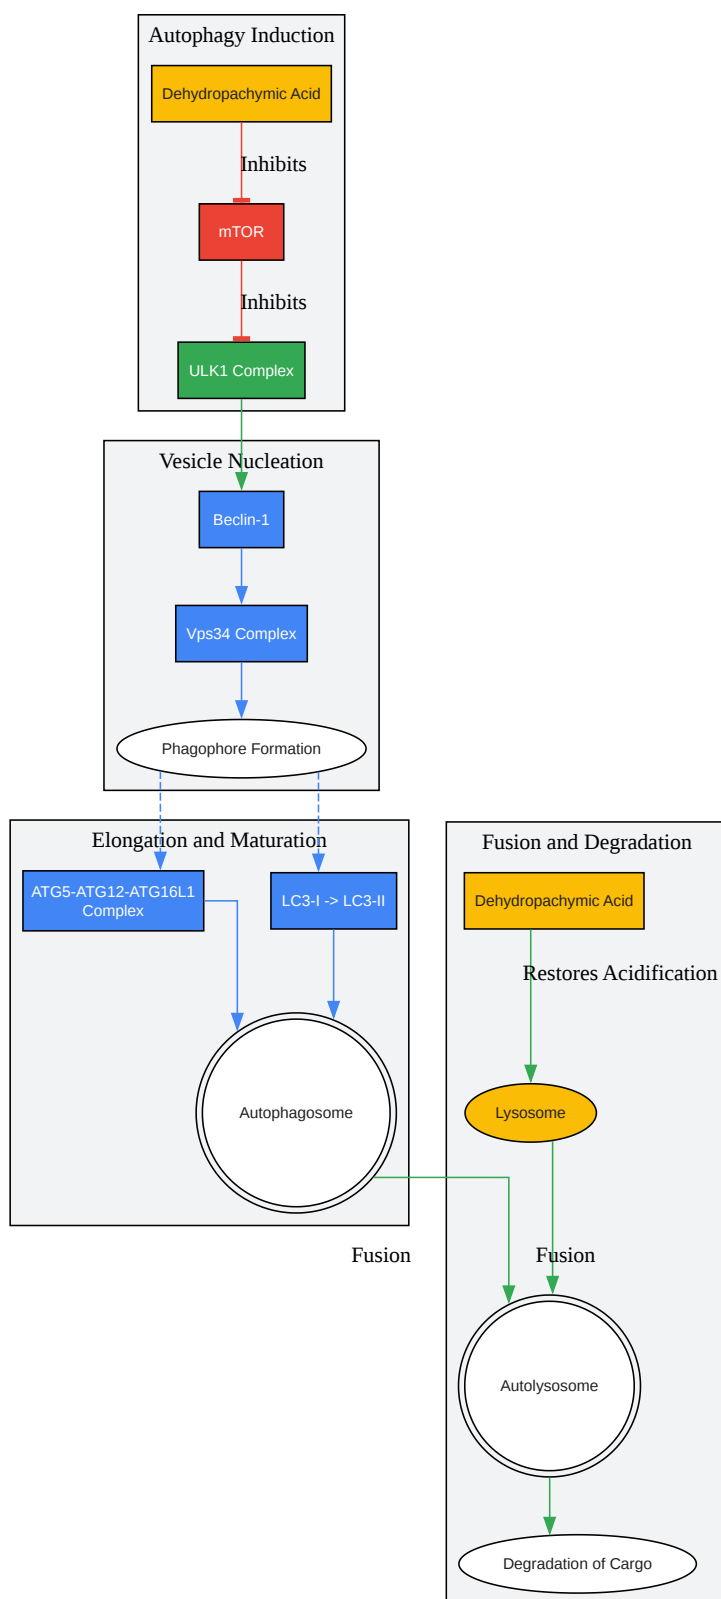 Autophagy Induction
Dehydropachymic Acid
Inhibits
mTOR
Inhibits
ULK1 Complex
Vesicle Nucleation
Beclin-1
Vps34 Complex
Phagophore Formation
Elongation and Maturation
ATG5-ATG12-ATG16L1
Complex
LC3-I -> LC3-II
Autophagosome
Fusion
Fusion and Degradation
Dehydropachymic Acid
Restores Acidification
Lysosome
Fusion
Autolysosome
Degradation of Cargo